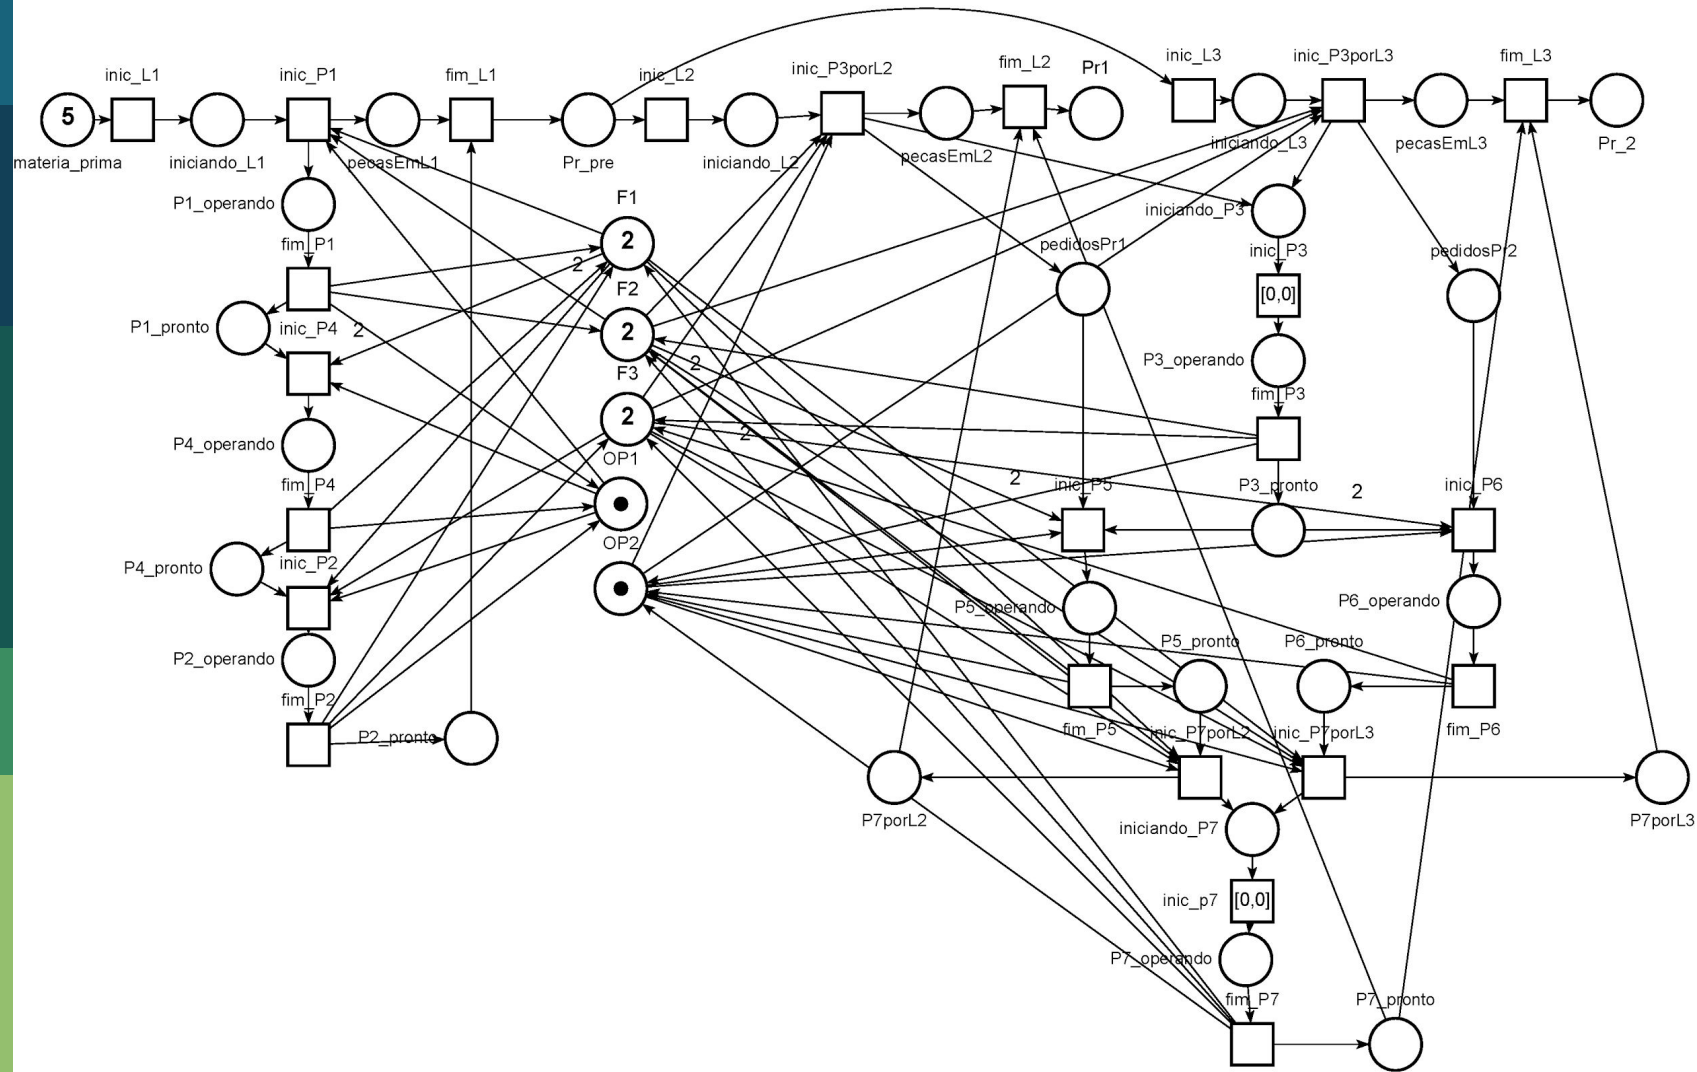 inic_L1
inic_P1
fim_L1
inic_L2
inic_P3porL2
fim_L2
Pr1
inic_L3
inic_P3porL3
fim_L3
5
materia_prima
iniciando_L1
pecasEmL1
Pr_pre
iniciando_L2
pecasEmL2
iniciando_L3
pecasEmL3
Pr_2
P1_operando
F1
iniciando_P3
fim_P1
2
2
pedidosPr1
inic_P3
pedidosPr2
F2
[0,0]
P1_pronto
inic_P4
2
2
P3_operando
F3
2
fim_P3
2
2
P4_operando
OP1
fim_P4
2
inic_P5
P3_pronto
2
inic_P6
OP2
P4_pronto
inic_P2
P5_operando
P6_operando
P2_operando
P5_pronto
P6_pronto
fim_P2
P2_pronto
fim_P5
inic_P7porL2
inic_P7porL3
fim_P6
P7porL2
iniciando_P7
P7porL3
inic_p7
[0,0]
P7_operando
fim_P7
P7_pronto